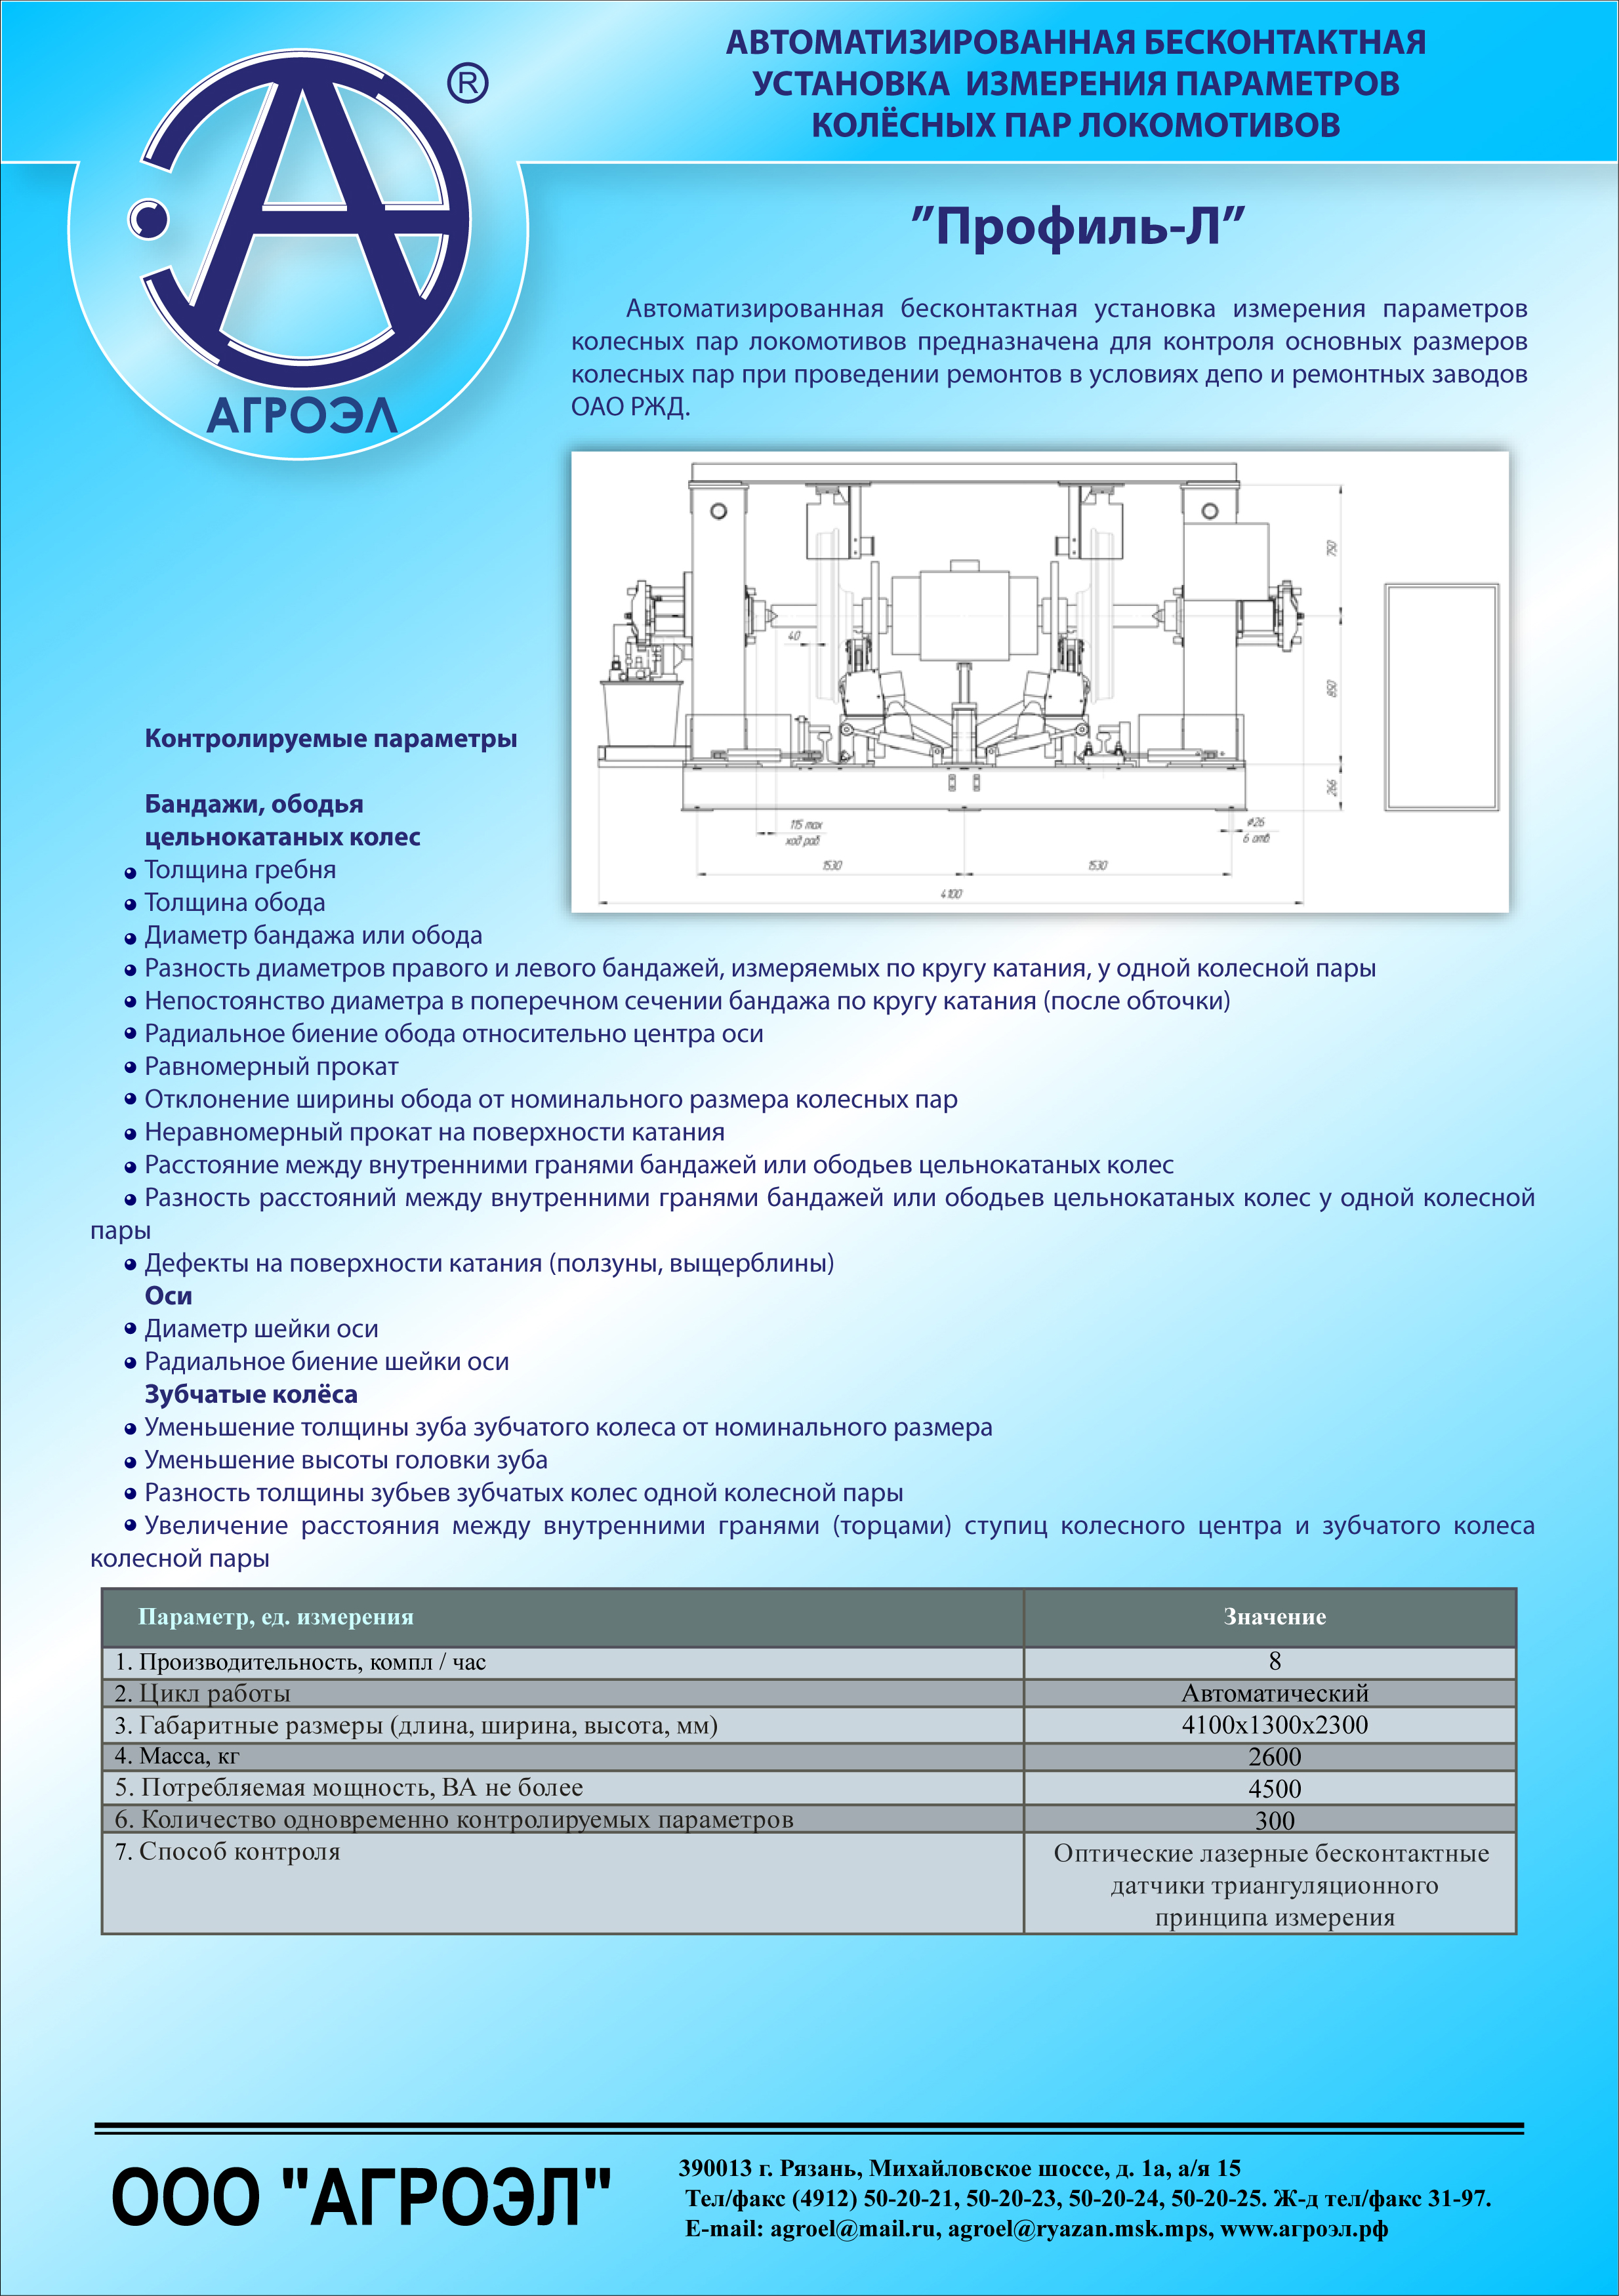 АВТОМАТИЗИРОВАННАЯ БЕСКОНТАКТНАЯ
УСТАНОВКА ИЗМЕРЕНИЯ ПАРАМЕТРОВ
КОЛЁСНЫХ ПАР ЛОКОМОТИВОВ
®
АГРОЭЛ
"Профиль-Л"
Автоматизированная бесконтактная установка измерения параметров
колесных пар локомотивов предназначена для контроля основных размеров
колесных пар при проведении ремонтов в условиях депо и ремонтных заводов
ОАО РЖД.
750
40
850
266
115 max
ход раб
⌀26
6 отв
1530
1530
4100
Контролируемые параметры
Бандажи, ободья
цельнокатаных колес
Толщина гребня
Толщина обода
Диаметр бандажа или обода
Разность диаметров правого и левого бандажей, измеряемых по кругу катания, у одной колесной пары
Непостоянство диаметра в поперечном сечении бандажа по кругу катания (после обточки)
Радиальное биение обода относительно центра оси
Равномерный прокат
Отклонение ширины обода от номинального размера колесных пар
Неравномерный прокат на поверхности катания
Расстояние между внутренними гранями бандажей или ободьев цельнокатаных колес
Разность расстояний между внутренними гранями бандажей или ободьев цельнокатаных колес у одной колесной
пары
Дефекты на поверхности катания (ползуны, выщерблины)
Оси
Диаметр шейки оси
Радиальное биение шейки оси
Зубчатые колёса
Уменьшение толщины зуба зубчатого колеса от номинального размера
Уменьшение высоты головки зуба
Разность толщины зубьев зубчатых колес одной колесной пары
Увеличение расстояния между внутренними гранями (торцами) ступиц колесного центра и зубчатого колеса
колесной пары
Параметр, ед. измерения Значение
1. Производительность, компл / час 8
2. Цикл работы Автоматический
3. Габаритные размеры (длина, ширина, высота, мм) 4100х1300х2300
4. Масса, кг 2600
5. Потребляемая мощность, ВА не более 4500
6. Количество одновременно контролируемых параметров 300
7. Способ контроля Оптические лазерные бесконтактные
датчики триангуляционного
принципа измерения
ООО "АГРОЭЛ"
390013 г. Рязань, Михайловское шоссе, д. 1а, а/я 15
Тел/факс (4912) 50-20-21, 50-20-23, 50-20-24, 50-20-25. Ж-д тел/факс 31-97.
E-mail: agroel@mail.ru, agroel@ryazan.msk.mps, www.агроэл.рф